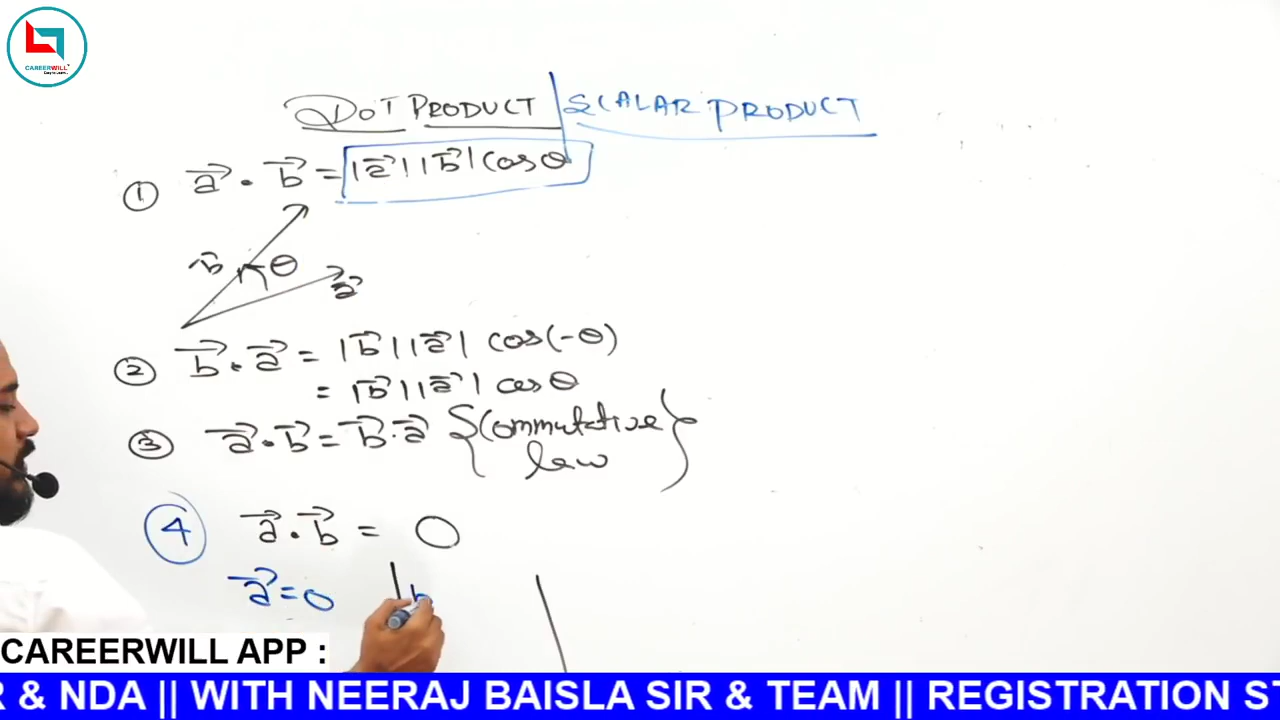 CAREERWILL
DOT PRODUCT | SCALAR PRODUCT
① a⃗ · b⃗ = |a⃗| |b⃗| cos θ
b⃗ θ a⃗
② b⃗ · a⃗ = |b⃗| |a⃗| cos(-θ)
= |b⃗| |a⃗| cos θ
③ a⃗ · b⃗ = b⃗ · a⃗ {Commutative
law}
④ a⃗ · b⃗ = 0
a⃗ = 0
CAREERWILL APP :
R & NDA || WITH NEERAJ BAISLA SIR & TEAM || REGISTRATION ST